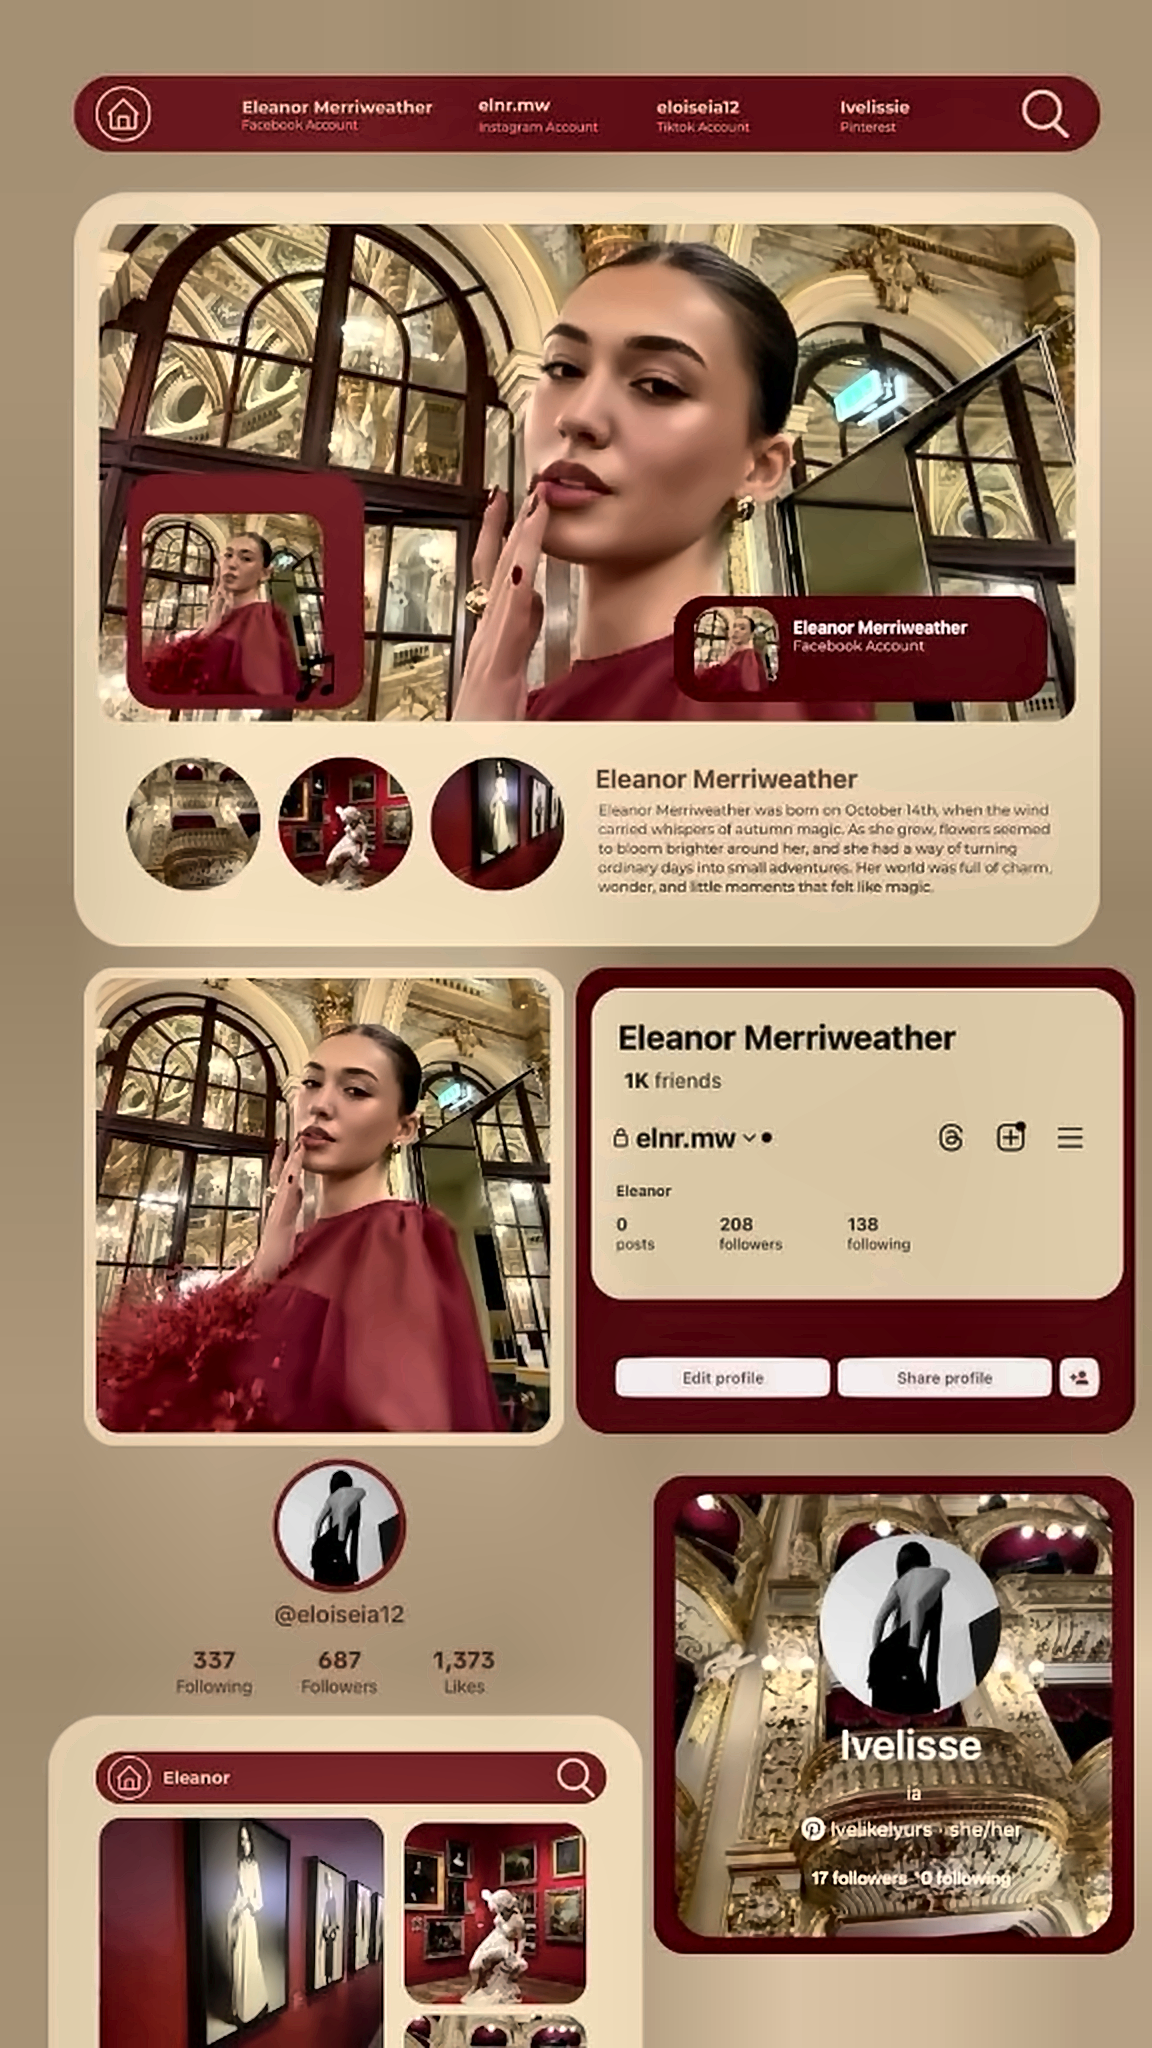 Eleanor Merriweather
Facebook Account
elnr.mw
Instagram Account
eloiseia12
Tiktok Account
Ivelissie
Pinterest
Eleanor Merriweather
Facebook Account
Eleanor Merriweather
Eleanor Merriweather was born on October 14th, when the wind
carried whispers of autumn magic. As she grew, flowers seemed
to bloom brighter around her, and she had a way of turning
ordinary days into small adventures. Her world was full of charm,
wonder, and little moments that felt like magic.
Eleanor Merriweather
1K friends
elnr.mw
Eleanor
0 208 138
posts followers following
Edit profile Share profile
@eloiseia12
337 687 1,373
Following Followers Likes
Ivelisse
ia
Ivelikelyurs · she/her
17 followers · 0 following
Eleanor